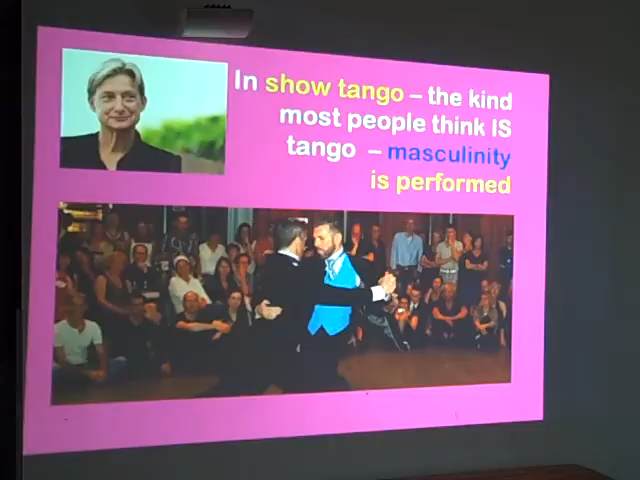 In show tango – the kind
most people think IS
tango – masculinity
is performed